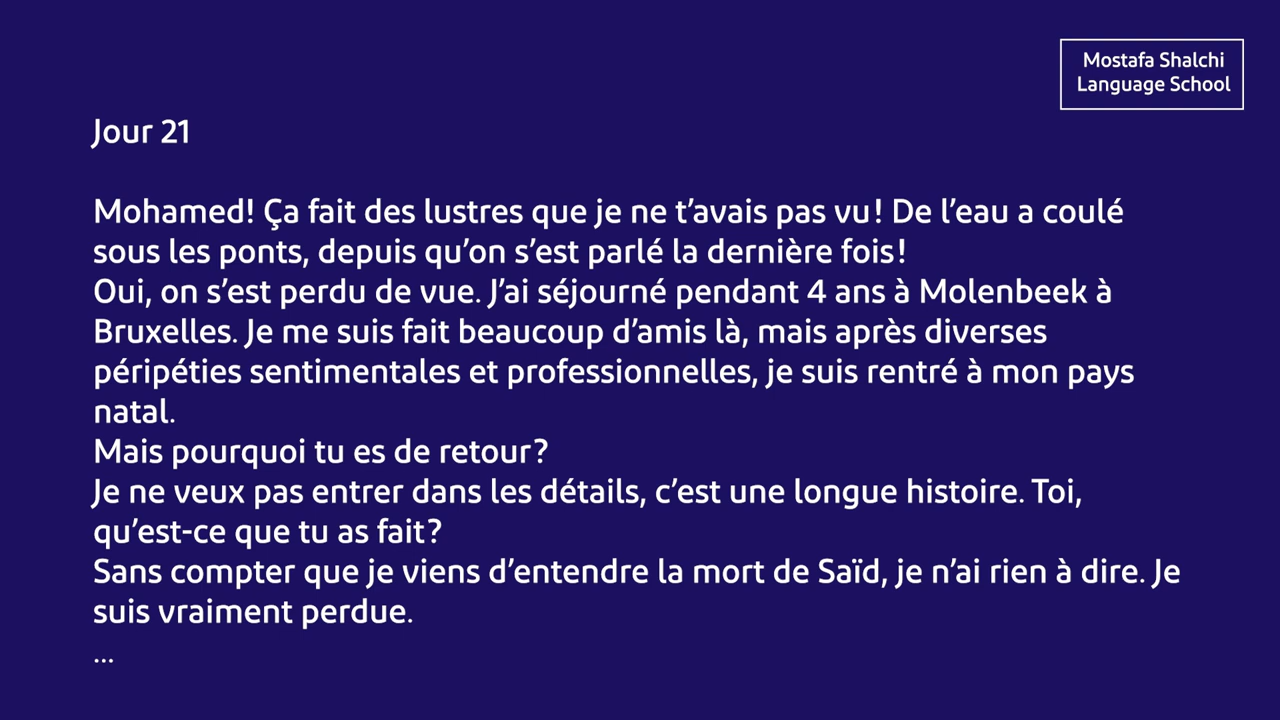 Mostafa Shalchi
Language School
Jour 21
Mohamed! Ça fait des lustres que je ne t’avais pas vu! De l’eau a coulé
sous les ponts, depuis qu’on s’est parlé la dernière fois!
Oui, on s’est perdu de vue. J’ai séjourné pendant 4 ans à Molenbeek à
Bruxelles. Je me suis fait beaucoup d’amis là, mais après diverses
péripéties sentimentales et professionnelles, je suis rentré à mon pays
natal.
Mais pourquoi tu es de retour?
Je ne veux pas entrer dans les détails, c’est une longue histoire. Toi,
qu’est-ce que tu as fait?
Sans compter que je viens d’entendre la mort de Saïd, je n’ai rien à dire. Je
suis vraiment perdue.
...